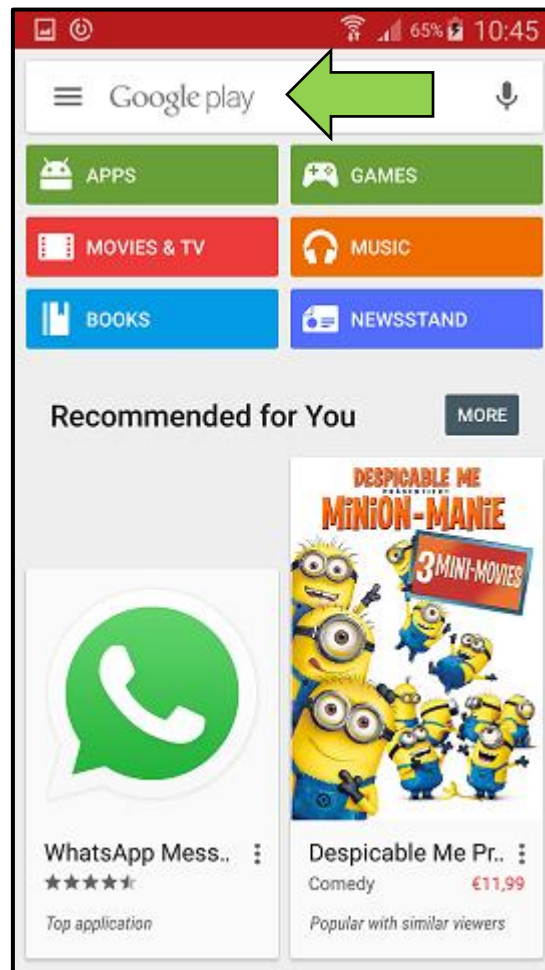 65% 10:45
Google play
APPS GAMES
MOVIES & TV MUSIC
BOOKS NEWSSTAND
Recommended for You MORE
DESPICABLE ME
PRÄSENTIERT
MINION-MANIE
3 MINI-MOVIES
WhatsApp Mess..
Top application
Despicable Me Pr..
Comedy €11,99
Popular with similar viewers